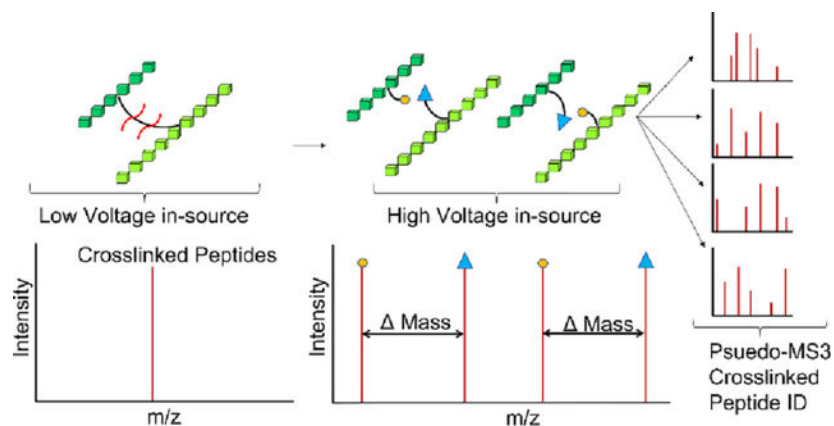 Low Voltage in-source
High Voltage in-source
Crosslinked Peptides
Intensity
m/z
Intensity
Δ Mass
Δ Mass
m/z
Psuedo-MS3
Crosslinked
Peptide ID